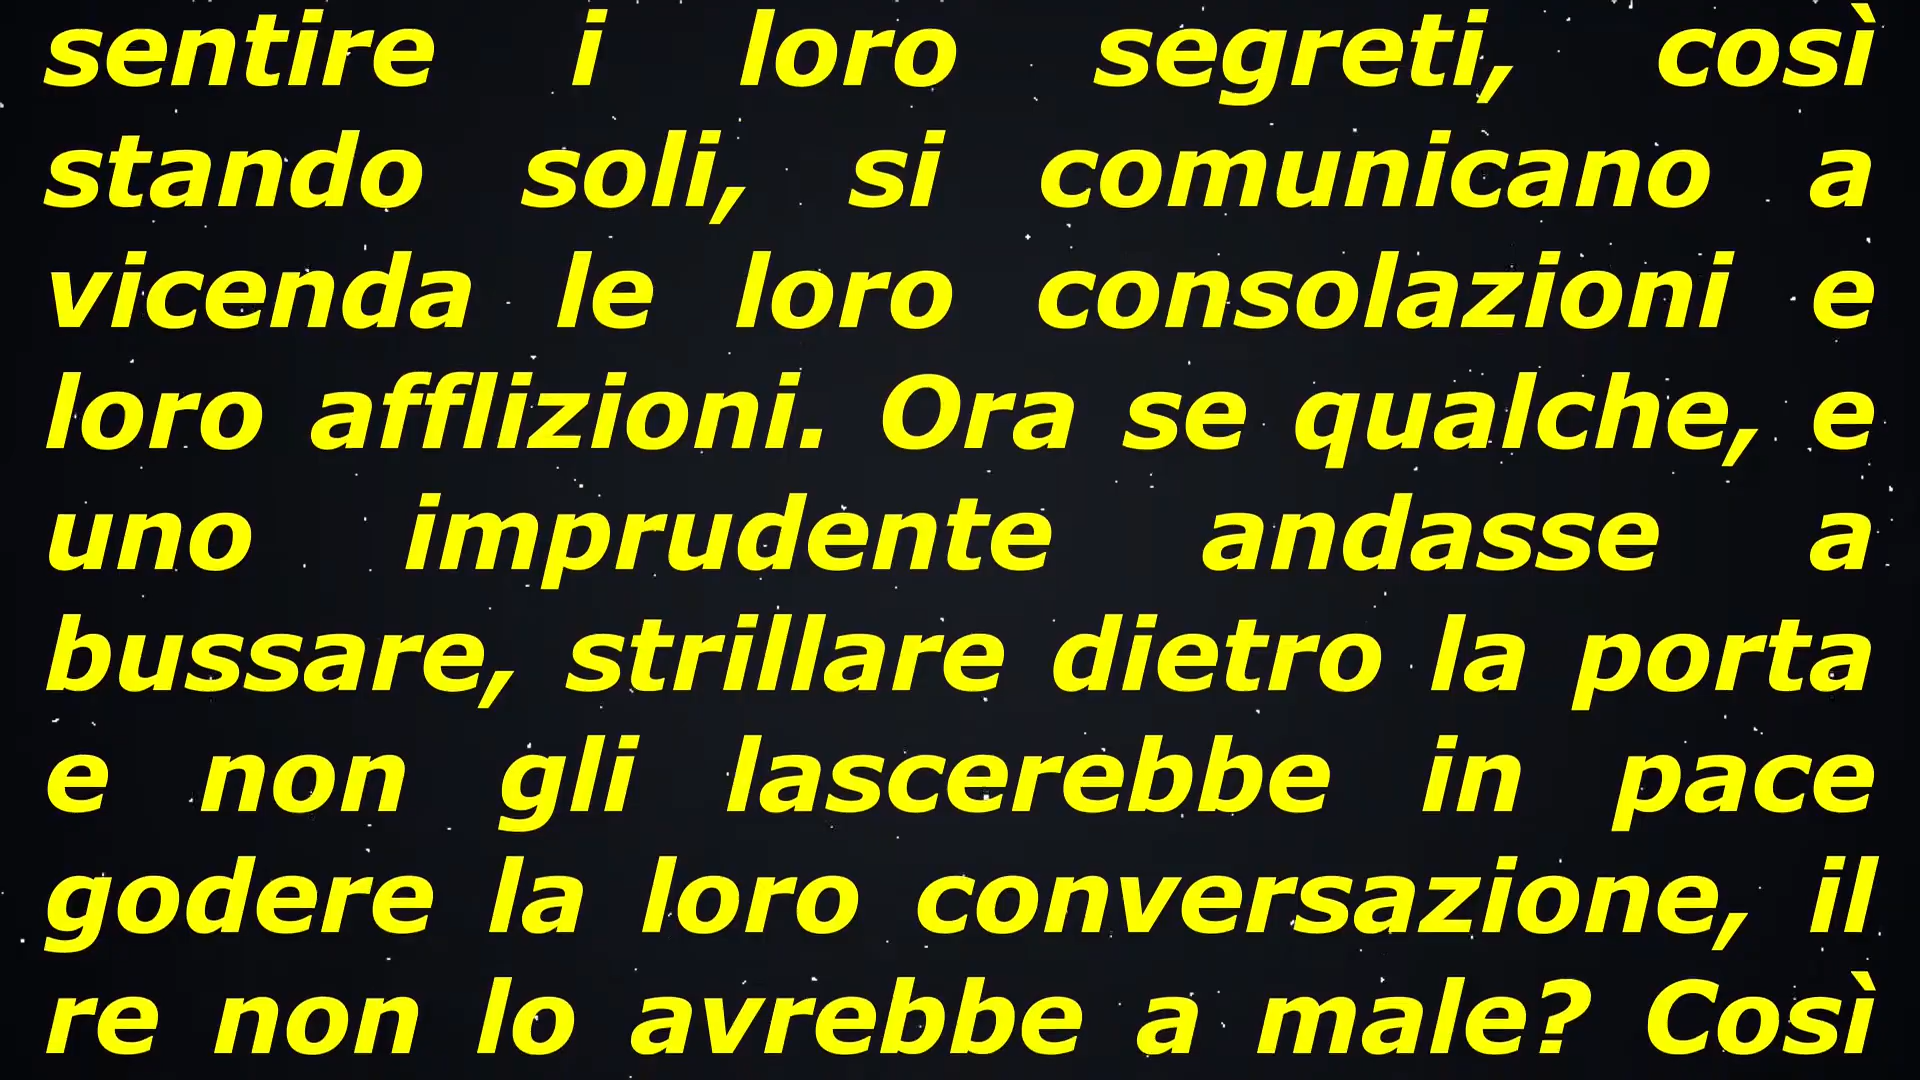 sentire i loro segreti, così
stando soli, si comunicano a
vicenda le loro consolazioni e
loro afflizioni. Ora se qualche, e
uno imprudente andasse a
bussare, strillare dietro la porta
e non gli lascerebbe in pace
godere la loro conversazione, il
re non lo avrebbe a male? Così